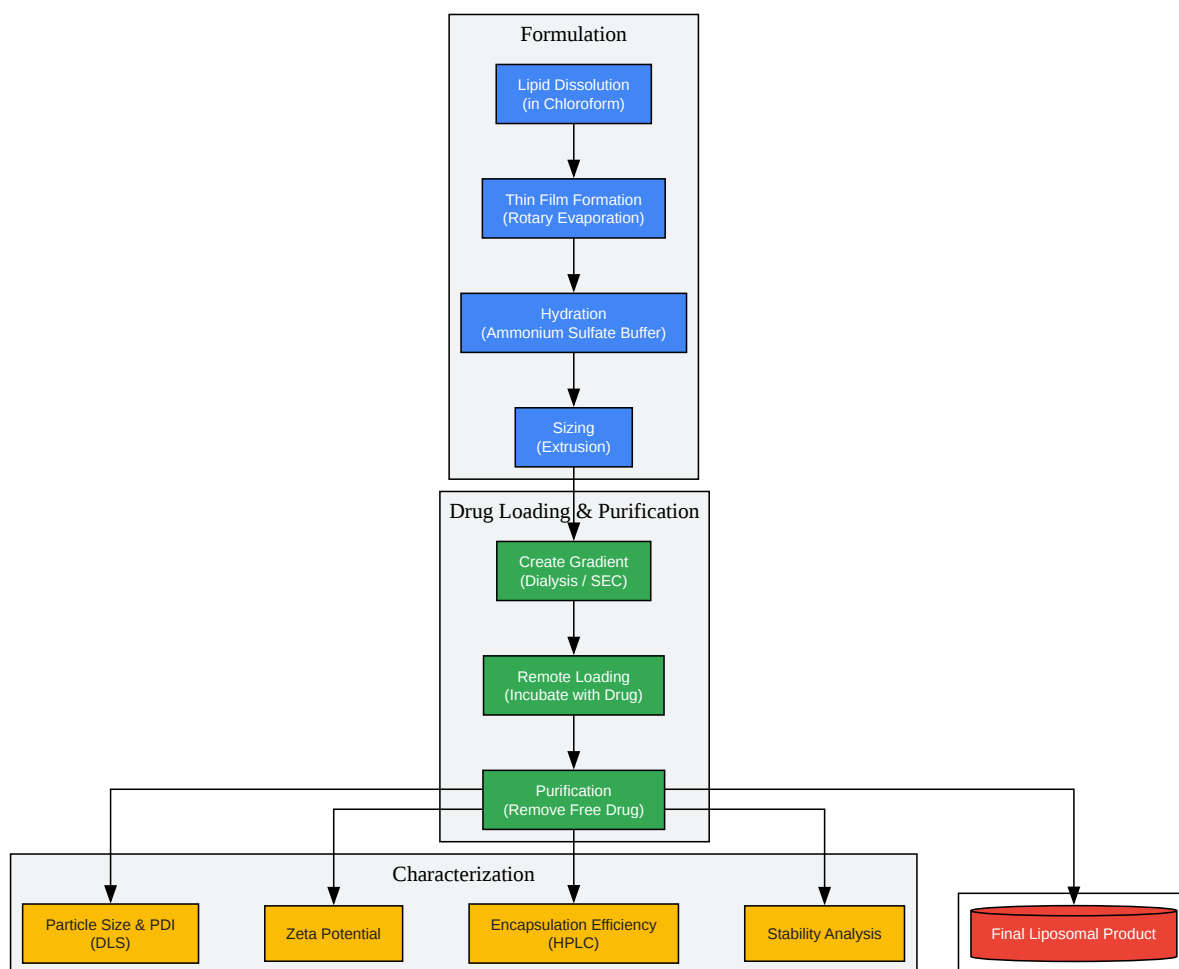 Formulation
Lipid Dissolution
(in Chloroform)
Thin Film Formation
(Rotary Evaporation)
Hydration
(Ammonium Sulfate Buffer)
Sizing
(Extrusion)
Drug Loading & Purification
Create Gradient
(Dialysis / SEC)
Remote Loading
(Incubate with Drug)
Purification
(Remove Free Drug)
Characterization
Particle Size & PDI
(DLS)
Zeta Potential
Encapsulation Efficiency
(HPLC)
Stability Analysis
Final Liposomal Product